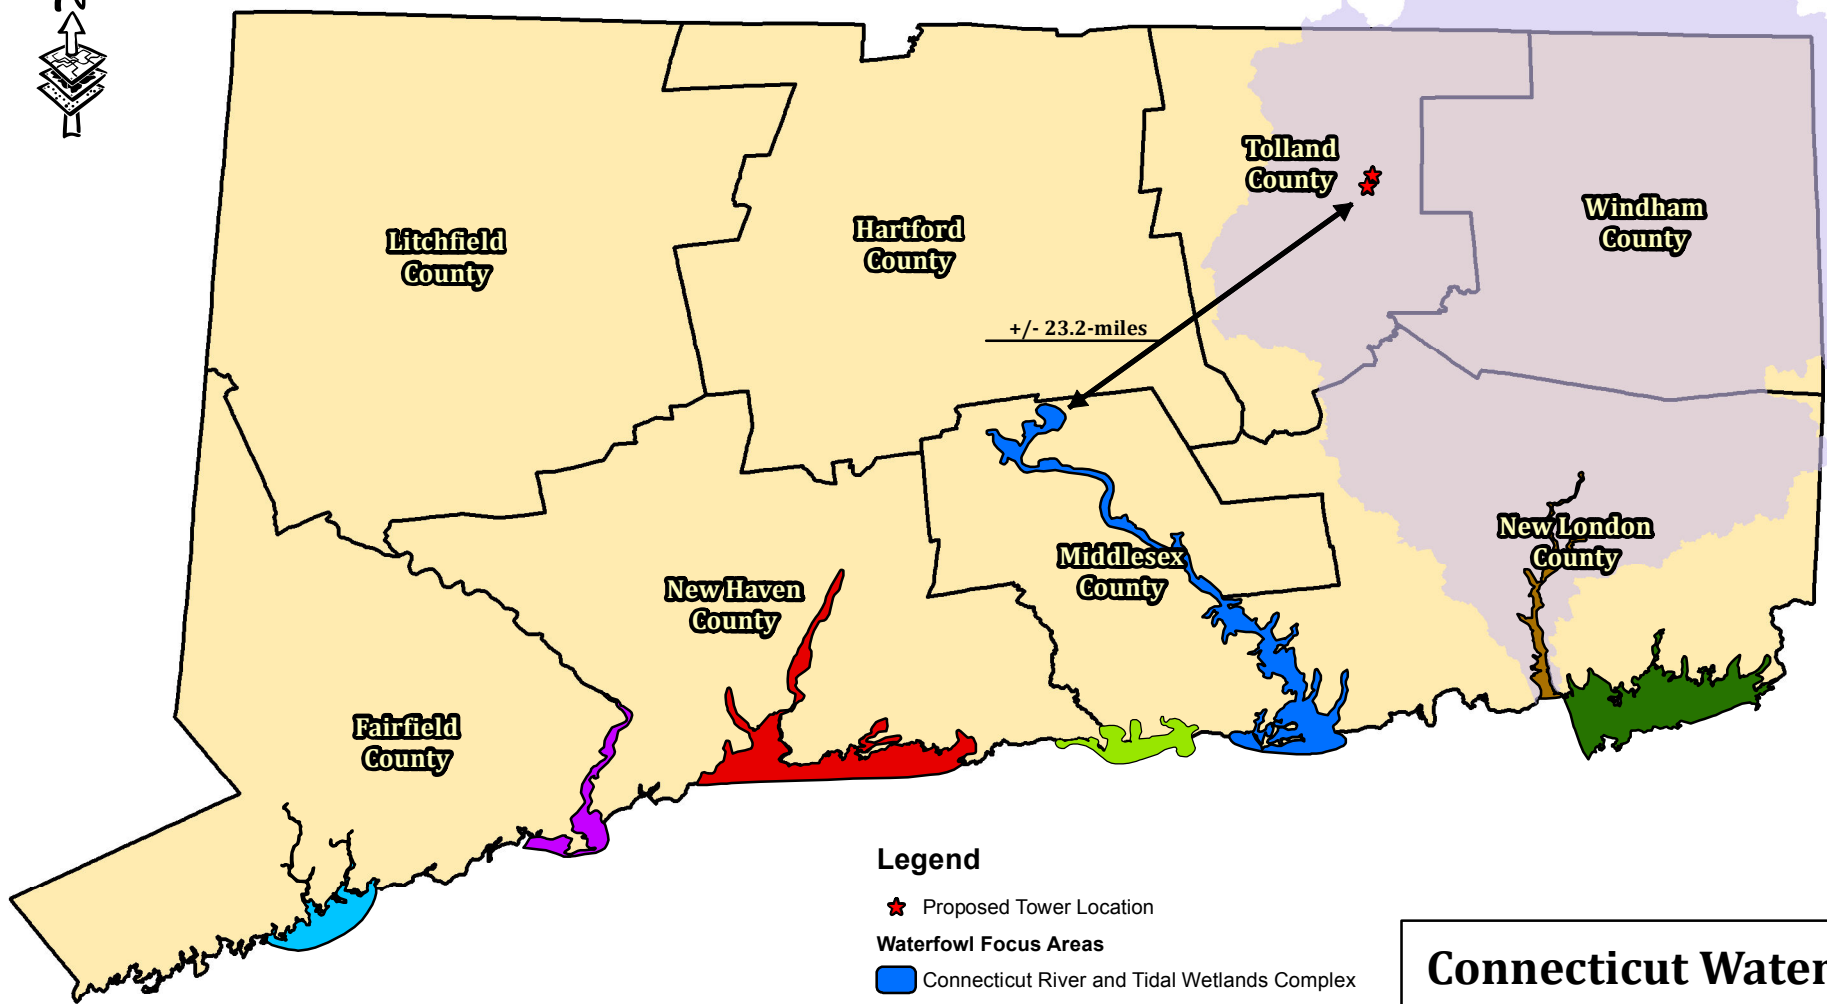 N
Tolland
County
Windham
County
Litchfield
County
Hartford
County
+/- 23.2-miles
New London
County
Middlesex
County
New Haven
County
Fairfield
County
Legend
Proposed Tower Location
Waterfowl Focus Areas
Connecticut River and Tidal Wetlands Complex
Connecticut Water